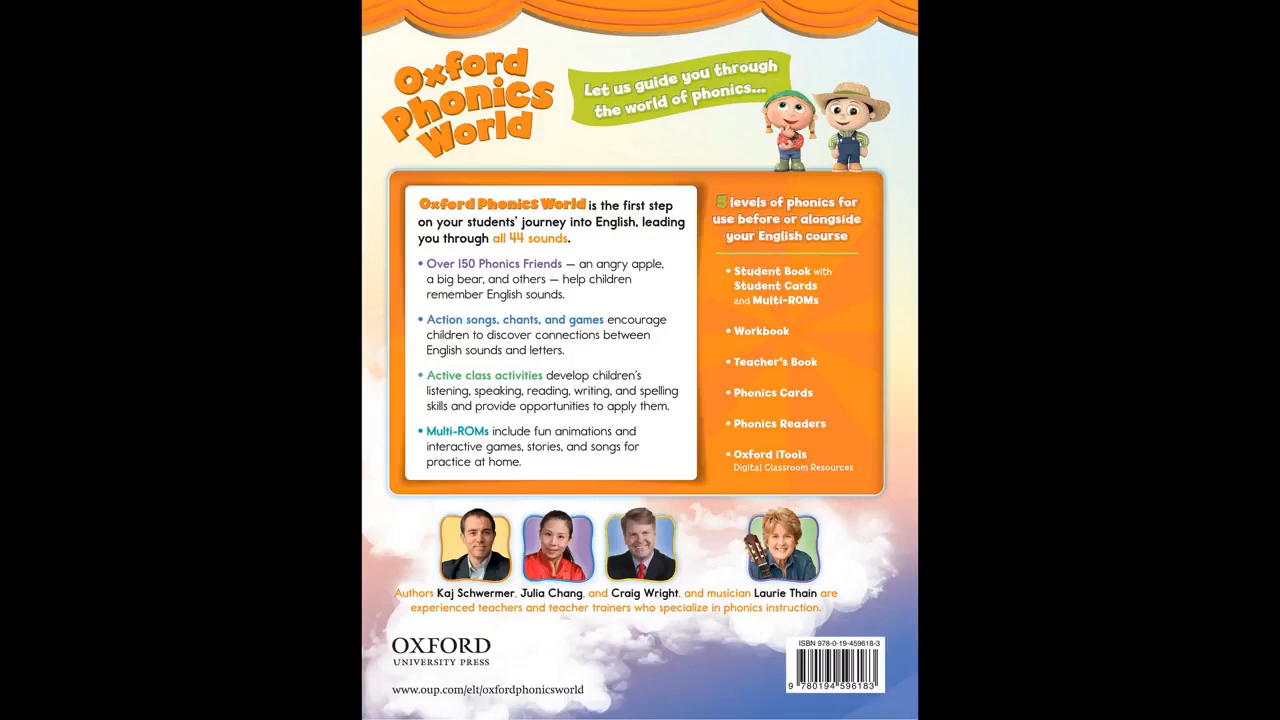 Oxford
Phonics
World
Let us guide you through
the world of phonics...
Oxford Phonics World is the first step
on your students' journey into English, leading
you through all 44 sounds.
• Over 150 Phonics Friends — an angry apple,
a big bear, and others — help children
remember English sounds.
• Action songs, chants, and games encourage
children to discover connections between
English sounds and letters.
• Active class activities develop children's
listening, speaking, reading, writing, and spelling
skills and provide opportunities to apply them.
• Multi-ROMs include fun animations and
interactive games, stories, and songs for
practice at home.
5 levels of phonics for
use before or alongside
your English course
• Student Book with
Student Cards
and Multi-ROMs
• Workbook
• Teacher's Book
• Phonics Cards
• Phonics Readers
• Oxford iTools
Digital Classroom Resources
Authors Kaj Schwermer, Julia Chang, and Craig Wright, and musician Laurie Thain are
experienced teachers and teacher trainers who specialize in phonics instruction.
OXFORD
UNIVERSITY PRESS
www.oup.com/elt/oxfordphonicsworld
ISBN 978-0-19-459618-3
9 780194 596183